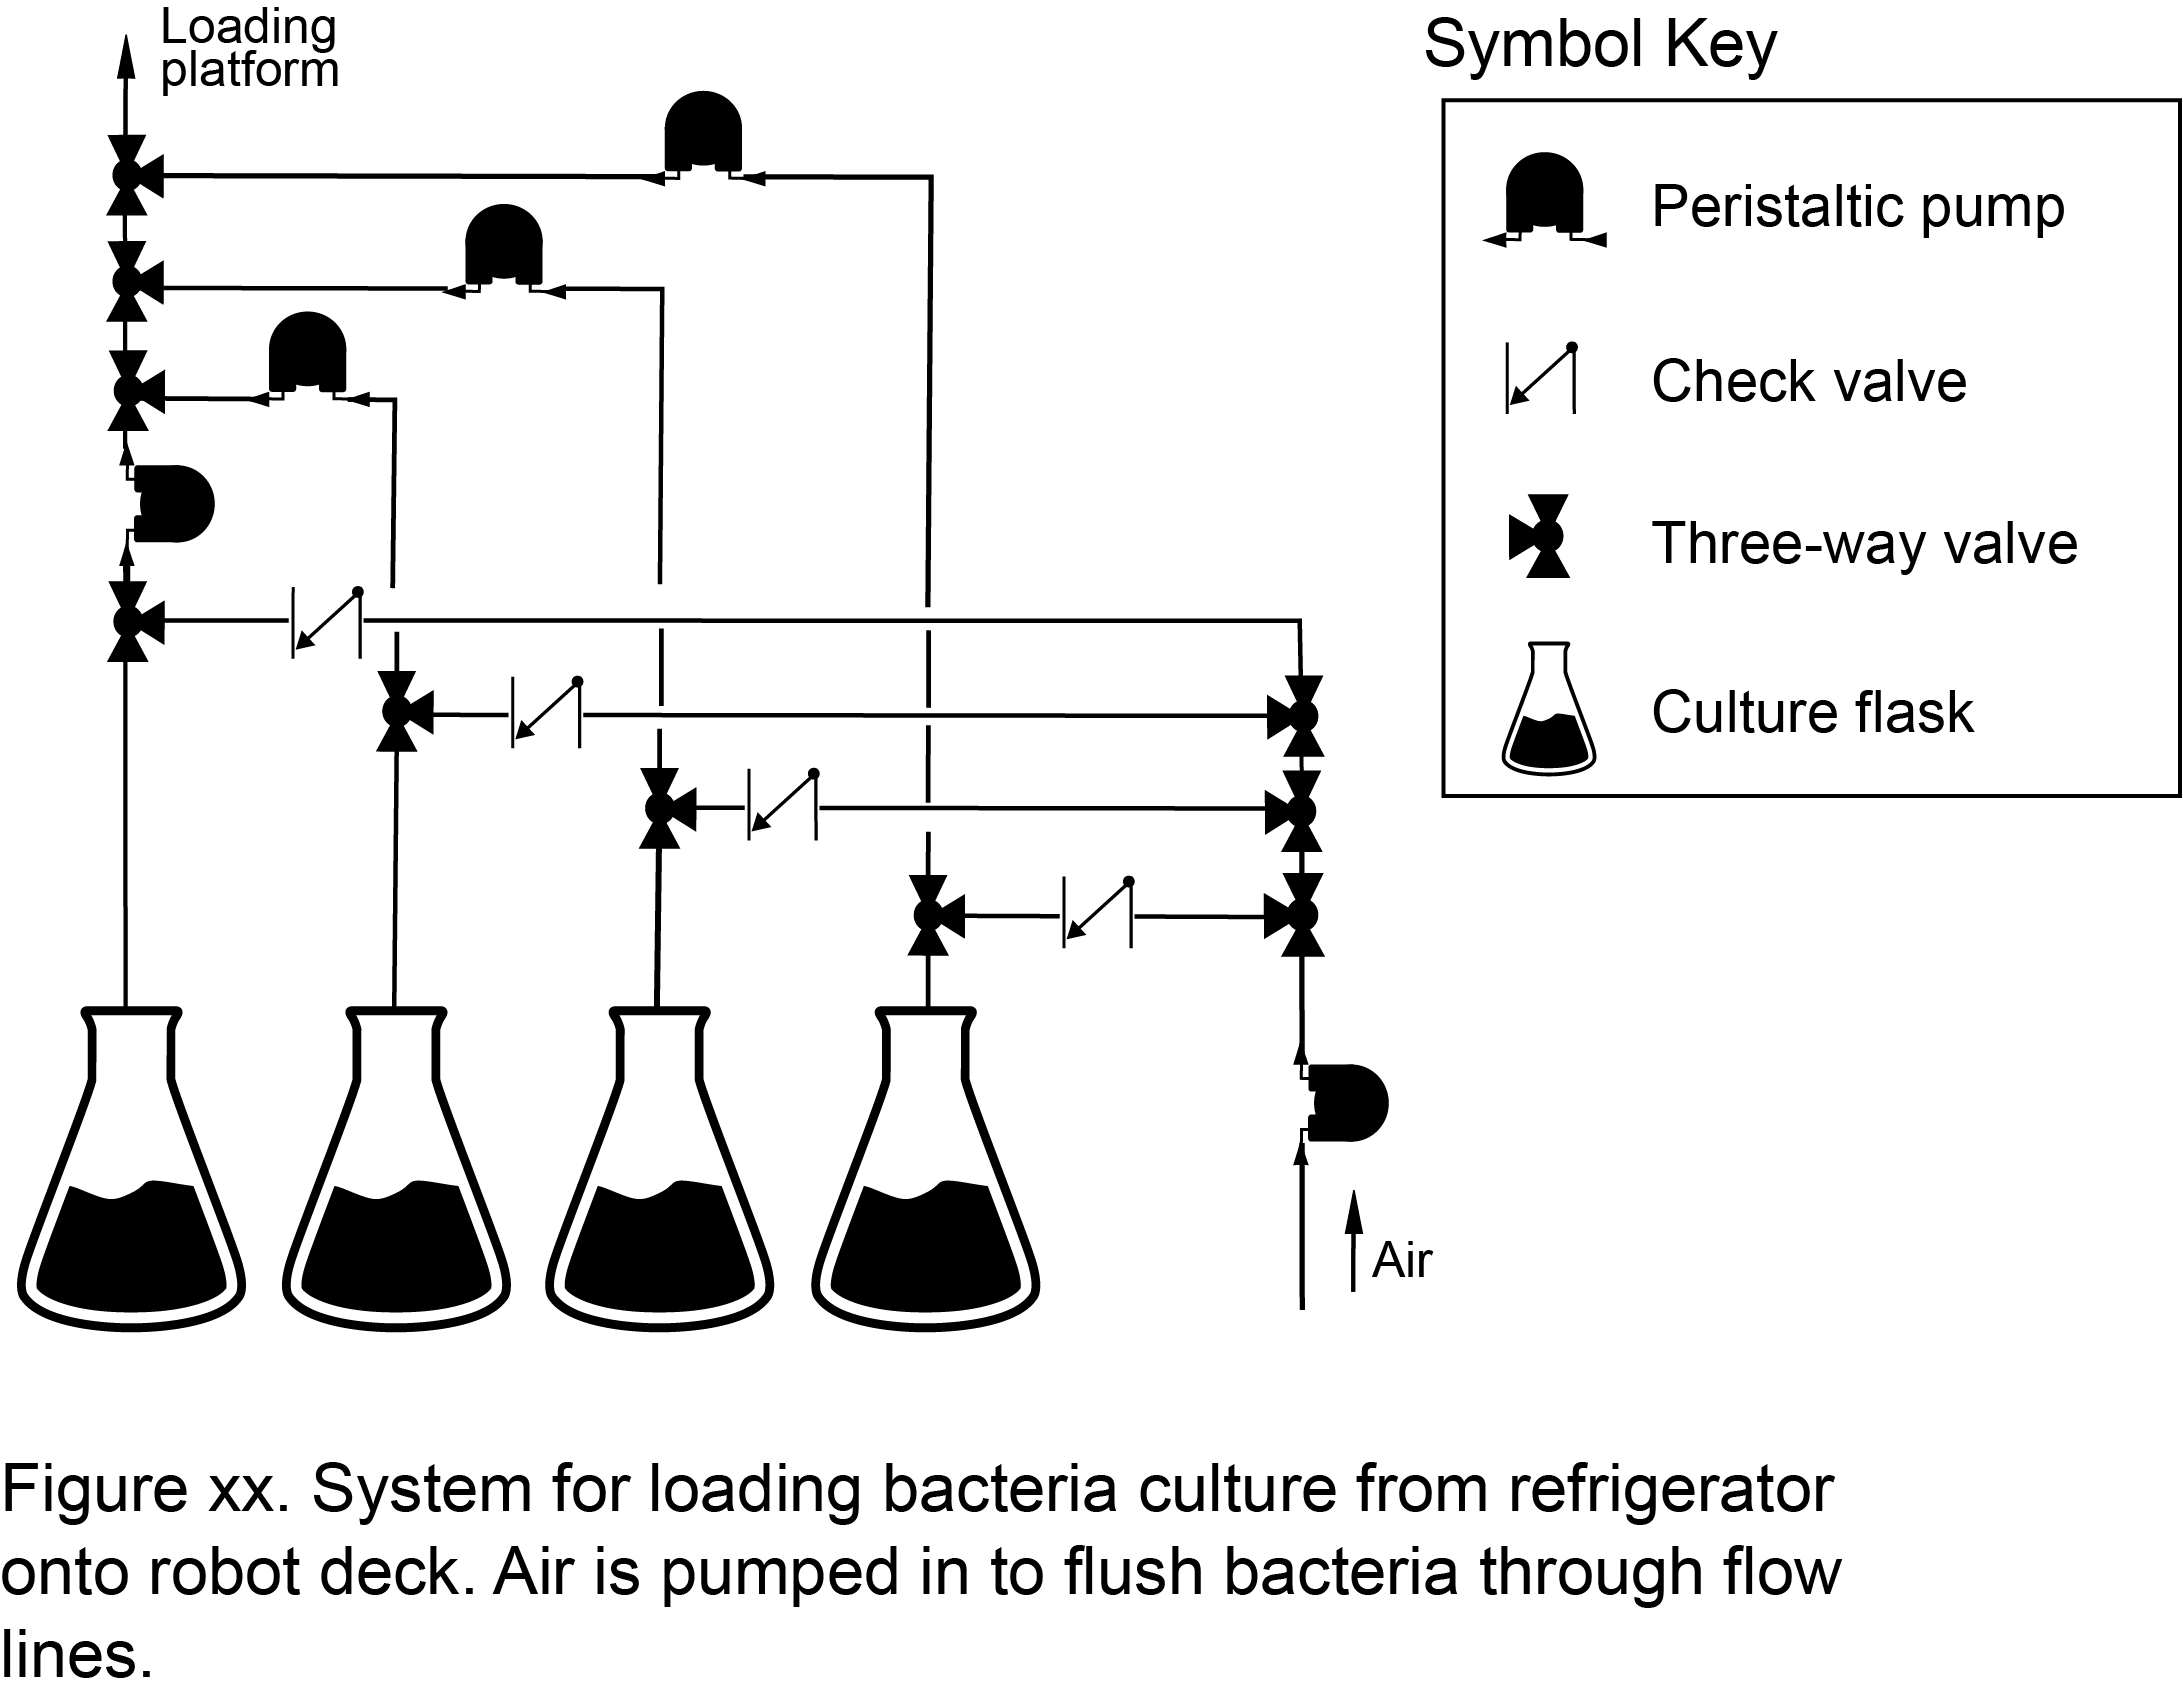 Loading
platform
Symbol Key
Peristaltic pump
Check valve
Three-way valve
Culture flask
Air
Figure xx. System for loading bacteria culture from refrigerator
onto robot deck. Air is pumped in to flush bacteria through flow
lines.